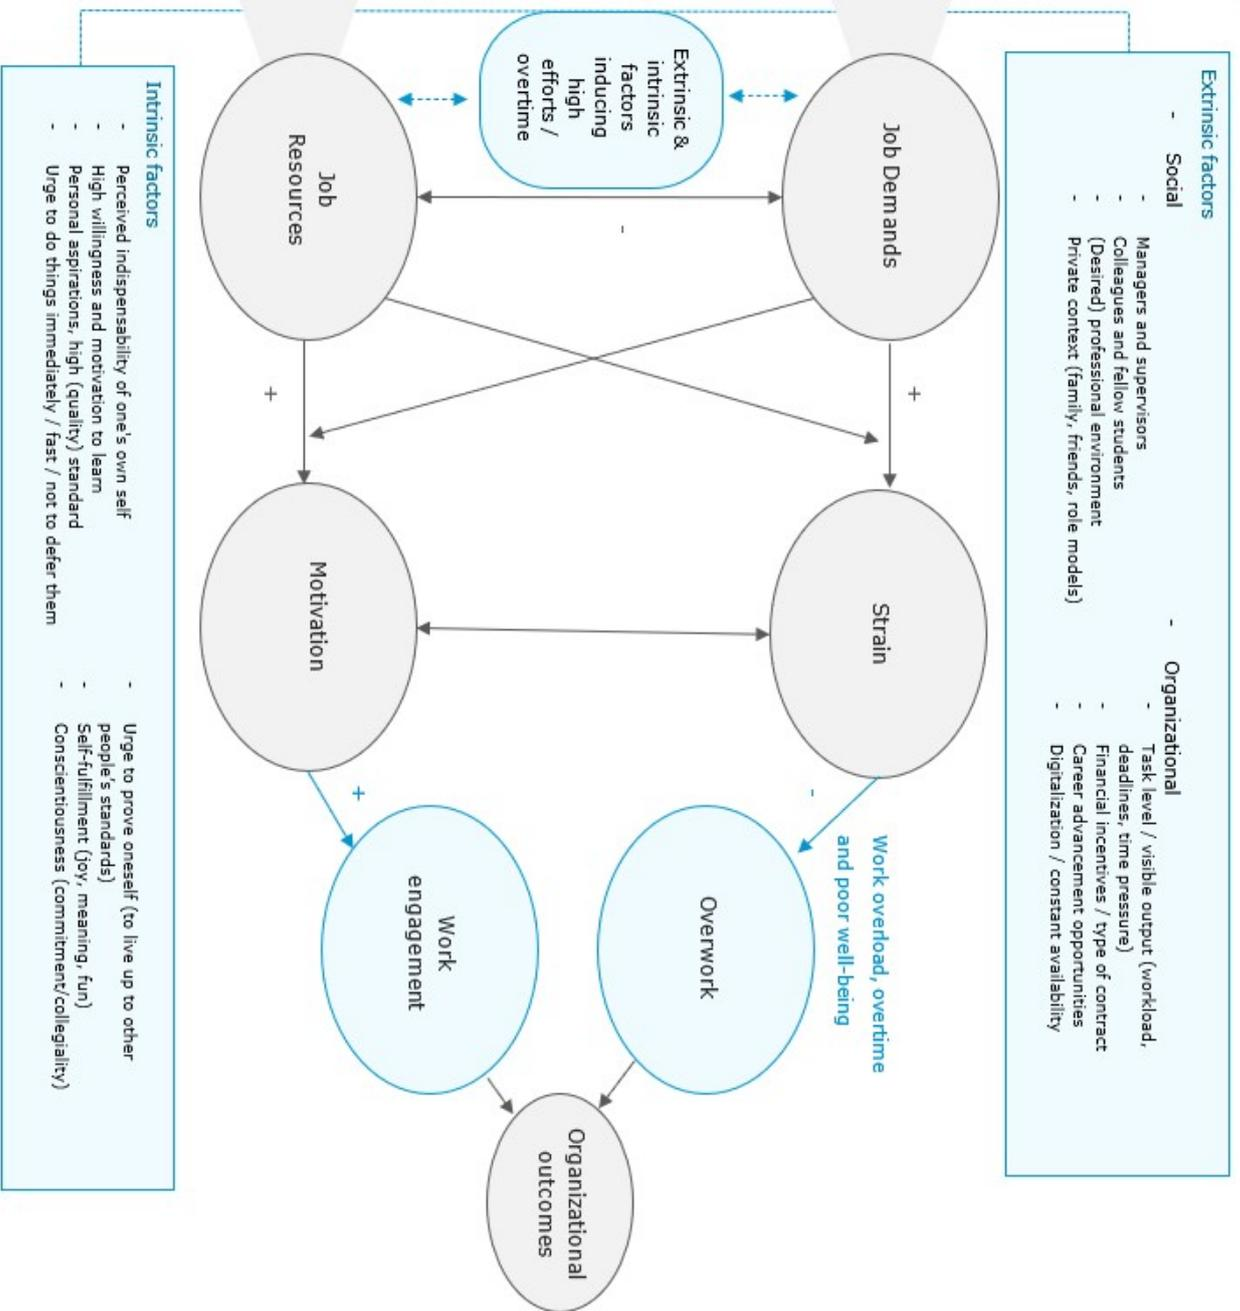 Extrinsic factors
- Social
- Managers and supervisors
- Colleagues and fellow students
- (Desired) professional environment
- Private context (family, friends, role models)
- Organizational
- Task level / visible output (workload,
deadlines, time pressure)
- Financial incentives / type of contract
- Career advancement opportunities
- Digitalization / constant availability
Work overload, overtime
and poor well-being
Job Demands
+
Strain
-
Overwork
Extrinsic &
intrinsic
factors
inducing
high
efforts /
overtime
-
Organizational
outcomes
Job
Resources
+
Motivation
+
Work
engagement
Intrinsic factors
- Perceived indispensability of one's own self
- High willingness and motivation to learn
- Personal aspirations, high (quality) standard
- Urge to do things immediately / fast / not to defer them
- Urge to prove oneself (to live up to other
people's standards)
- Self-fulfillment (joy, meaning, fun)
- Conscientiousness (commitment/collegiality)